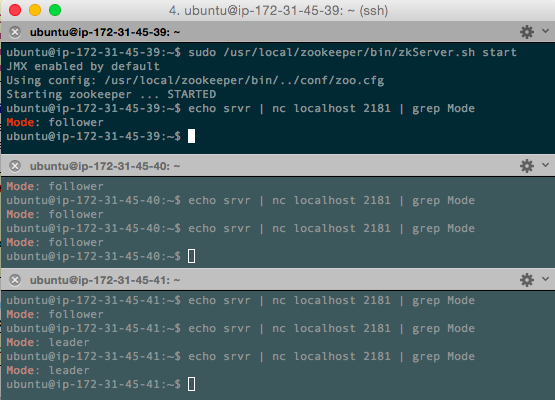 4. ubuntu@ip-172-31-45-39: ~ (ssh)
ubuntu@ip-172-31-45-39: ~
ubuntu@ip-172-31-45-39:~$ sudo /usr/local/zookeeper/bin/zkServer.sh start
JMX enabled by default
Using config: /usr/local/zookeeper/bin/../conf/zoo.cfg
Starting zookeeper ... STARTED
ubuntu@ip-172-31-45-39:~$ echo srvr | nc localhost 2181 | grep Mode
Mode: follower
ubuntu@ip-172-31-45-39:~$
ubuntu@ip-172-31-45-40: ~
Mode: follower
ubuntu@ip-172-31-45-40:~$ echo srvr | nc localhost 2181 | grep Mode
Mode: follower
ubuntu@ip-172-31-45-40:~$ echo srvr | nc localhost 2181 | grep Mode
Mode: follower
ubuntu@ip-172-31-45-40:~$
ubuntu@ip-172-31-45-41: ~
ubuntu@ip-172-31-45-41:~$ echo srvr | nc localhost 2181 | grep Mode
Mode: follower
ubuntu@ip-172-31-45-41:~$ echo srvr | nc localhost 2181 | grep Mode
Mode: leader
ubuntu@ip-172-31-45-41:~$ echo srvr | nc localhost 2181 | grep Mode
Mode: leader
ubuntu@ip-172-31-45-41:~$